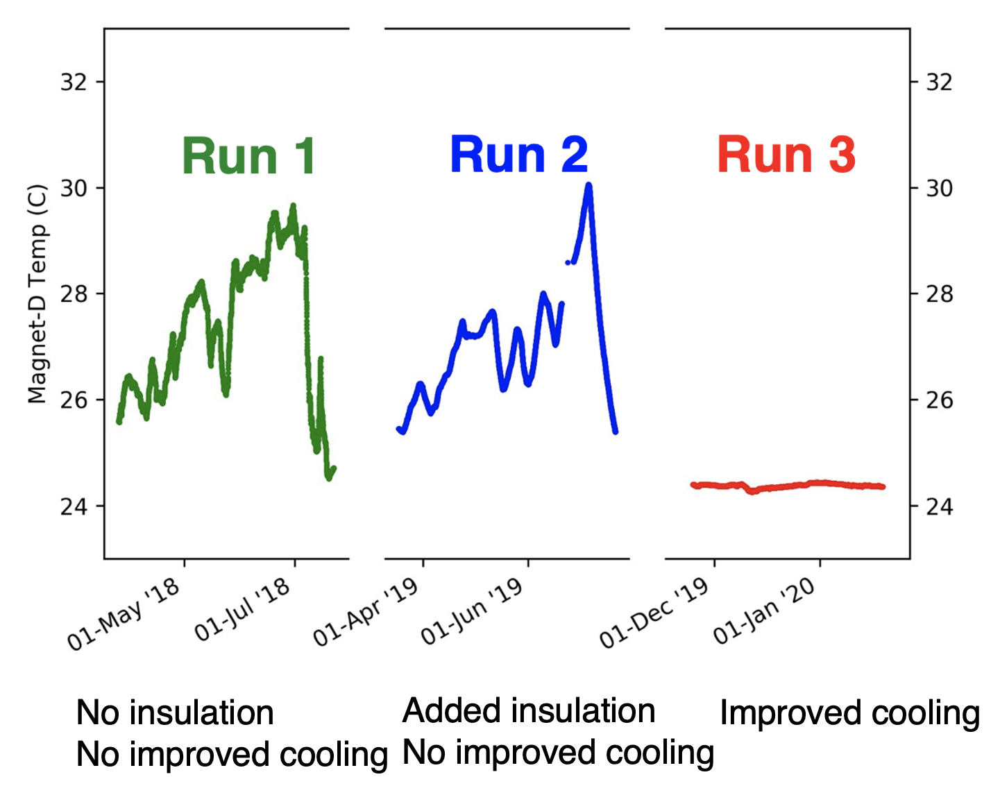 Run 1
Run 2
Run 3
Magnet-D Temp (C)
32
30
28
26
24
32
30
28
26
24
01-May '18
01-Jul '18
01-Apr '19
01-Jun '19
01-Dec '19
01-Jan '20
No insulation
No improved cooling
Added insulation
No improved cooling
Improved cooling